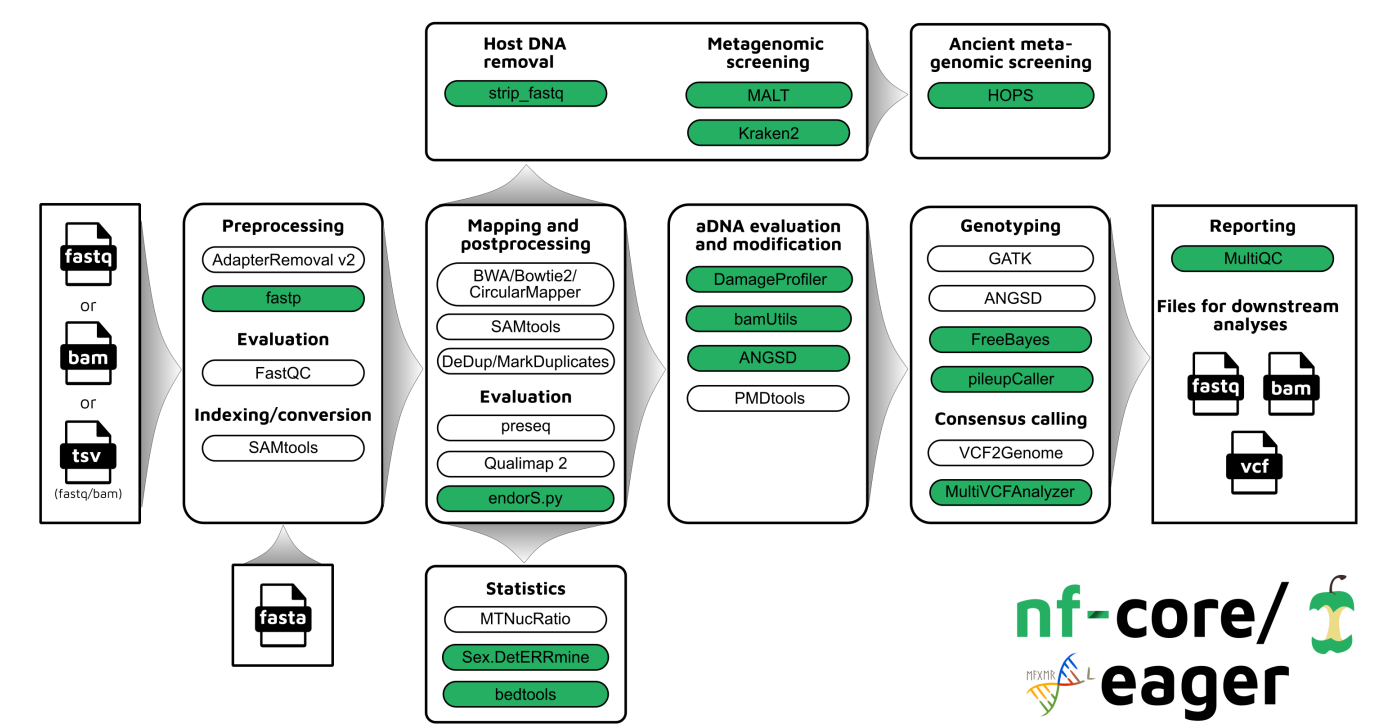 Host DNA
removal
strip_fastq
Metagenomic
screening
MALT
Kraken2
Ancient meta-
genomic screening
HOPS
fastq
or
bam
or
tsv
(fastq/bam)
Preprocessing
AdapterRemoval v2
fastp
Evaluation
FastQC
Indexing/conversion
SAMtools
fasta
Mapping and
postprocessing
BWA/Bowtie2/
CircularMapper
SAMtools
DeDup/MarkDuplicates
Evaluation
preseq
Qualimap 2
endorS.py
Statistics
MTNucRatio
Sex.DetERRmine
bedtools
aDNA evaluation
and modification
DamageProfiler
bamUtils
ANGSD
PMDtools
Genotyping
GATK
ANGSD
FreeBayes
pileupCaller
Consensus calling
VCF2Genome
MultiVCFAnalyzer
Reporting
MultiQC
Files for downstream
analyses
fastq
bam
vcf
nf-core/
eager